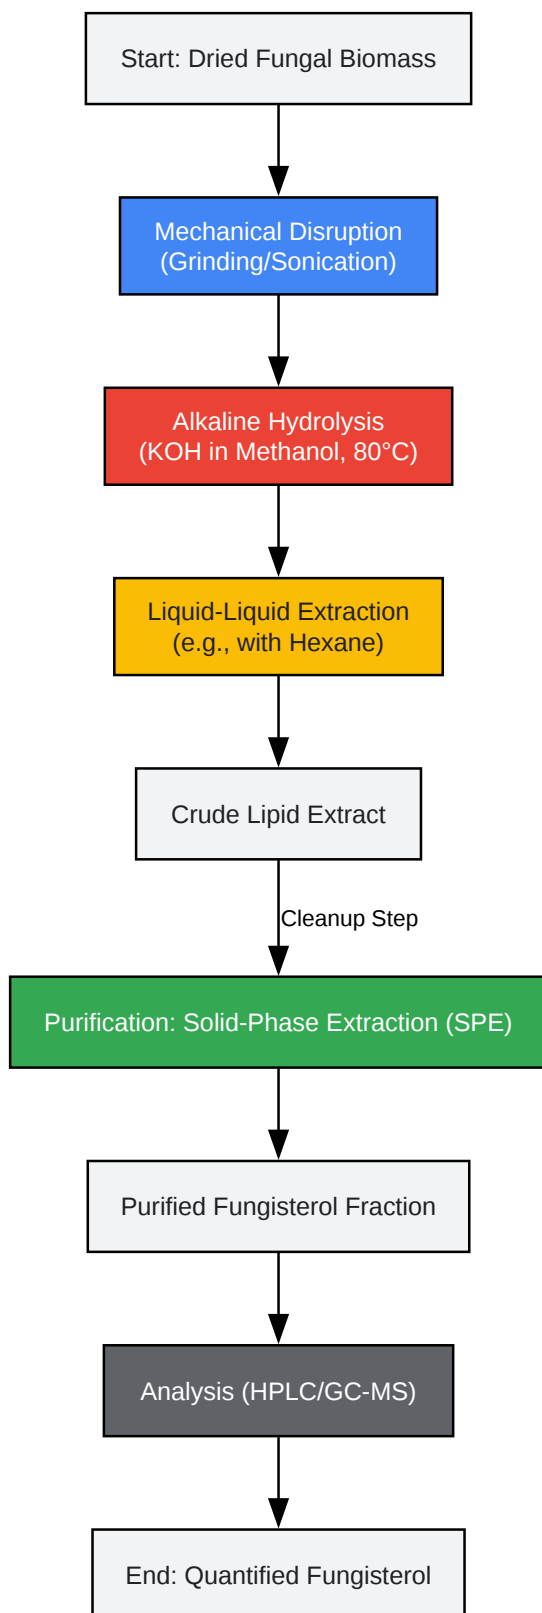 Start: Dried Fungal Biomass
Mechanical Disruption
(Grinding/Sonication)
Alkaline Hydrolysis
(KOH in Methanol, 80°C)
Liquid-Liquid Extraction
(e.g., with Hexane)
Crude Lipid Extract
Cleanup Step
Purification: Solid-Phase Extraction (SPE)
Purified Fungisterol Fraction
Analysis (HPLC/GC-MS)
End: Quantified Fungisterol